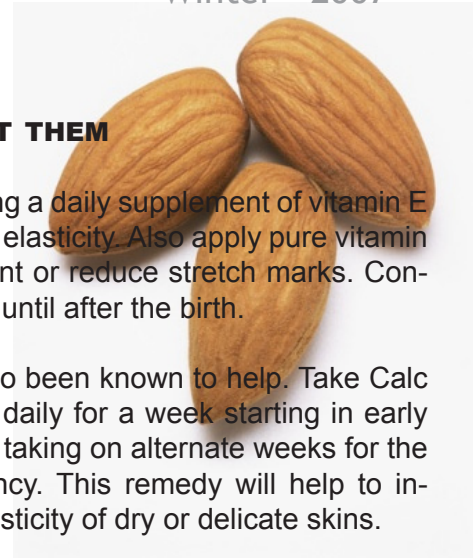 T THEM
ng a daily supplement of vitamin E
elasticity. Also apply pure vitamin
nt or reduce stretch marks. Con-
until after the birth.
o been known to help. Take Calc
daily for a week starting in early
taking on alternate weeks for the
ncy. This remedy will help to in-
sticity of dry or delicate skins.